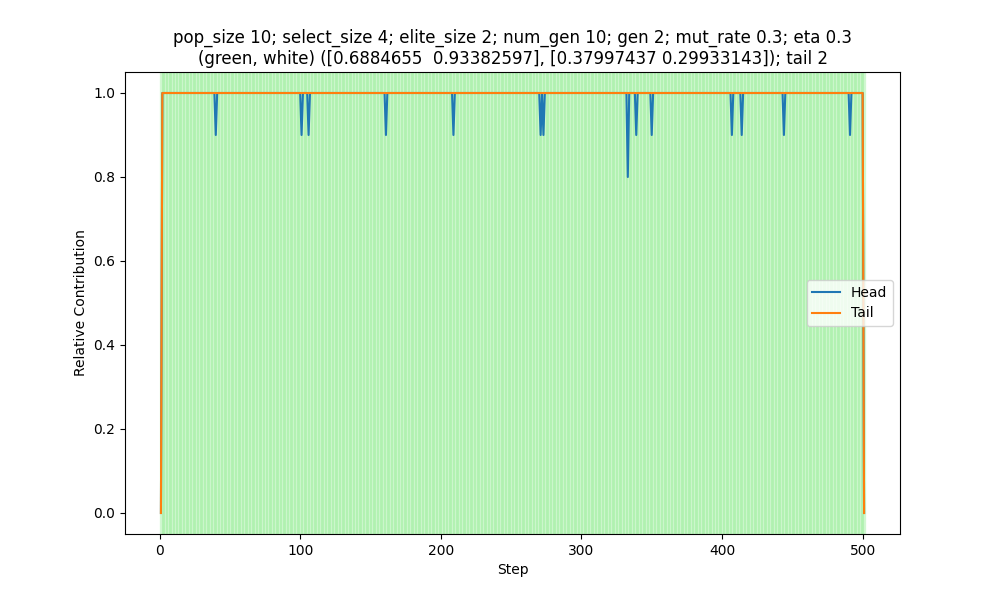 pop_size 10; select_size 4; elite_size 2; num_gen 10; gen 2; mut_rate 0.3; eta 0.3
(green, white) ([0.6884655  0.93382597], [0.37997437 0.29933143]); tail 2
Relative Contribution
1.0
0.8
0.6
0.4
0.2
0.0
Head
Tail
0
100
200
300
400
500
Step